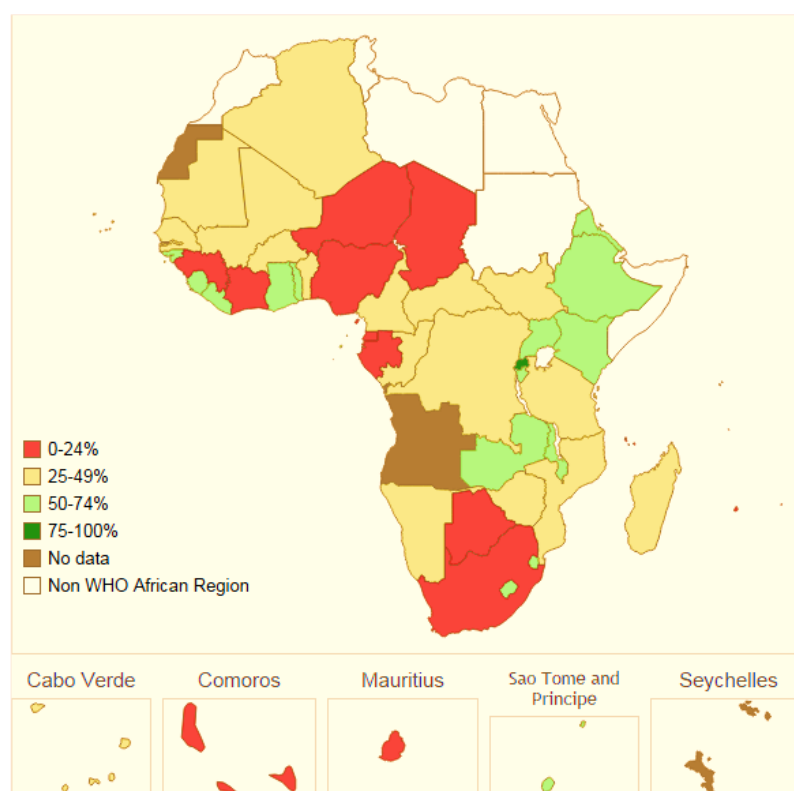 0-24%
25-49%
50-74%
75-100%
No data
Non WHO African Region
Cabo Verde
Comoros
Mauritius
Sao Tome and
Principe
Seychelles